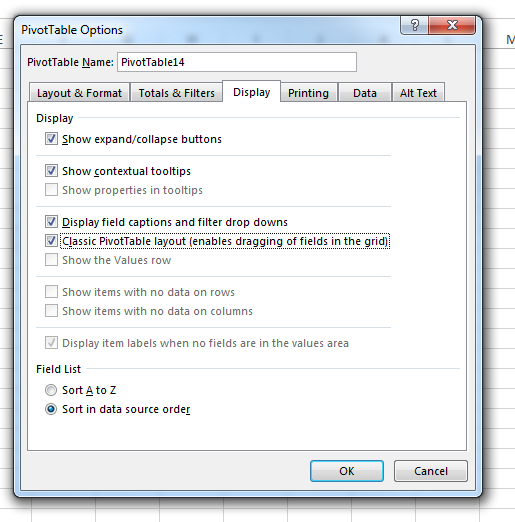 PivotTable Options
E
M
PivotTable Name: PivotTable14
Layout & Format Totals & Filters Display Printing Data Alt Text
Display
Show expand/collapse buttons
Show contextual tooltips
Show properties in tooltips
Display field captions and filter drop downs
Classic PivotTable layout (enables dragging of fields in the grid)
Show the Values row
Show items with no data on rows
Show items with no data on columns
Display item labels when no fields are in the values area
Field List
Sort A to Z
Sort in data source order
OK Cancel